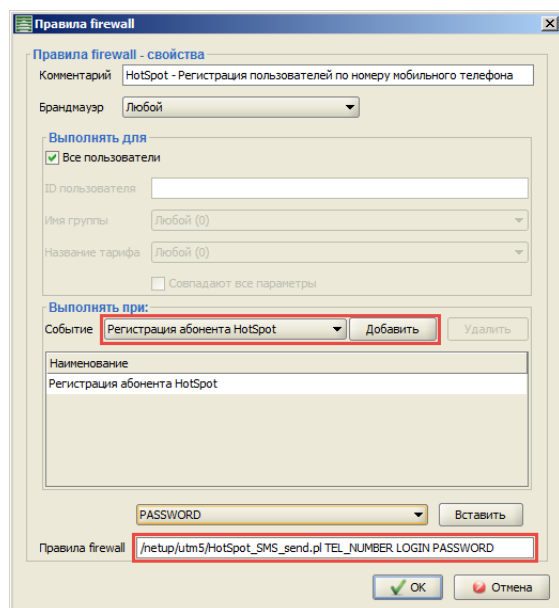 Правила firewall
Правила firewall - свойства
Комментарий HotSpot - Регистрация пользователей по номеру мобильного телефона
Брандмауэр Любой
Выполнять для
Все пользователи
ID пользователя
Имя группы Любой (0)
Название тарифа Любой (0)
Совпадают все параметры
Выполнять при:
Событие Регистрация абонента HotSpot Добавить Удалить
Наименование
Регистрация абонента HotSpot
PASSWORD Вставить
Правила firewall /netup/utm5/HotSpot_SMS_send.pl TEL_NUMBER LOGIN PASSWORD
OK Отмена